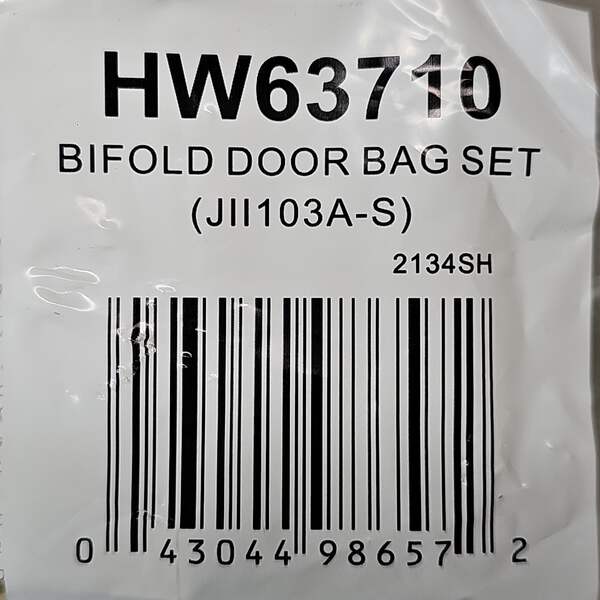 HW63710
BIFOLD DOOR BAG SET
(JII103A-S)
2134SH
0 43044 98657 2